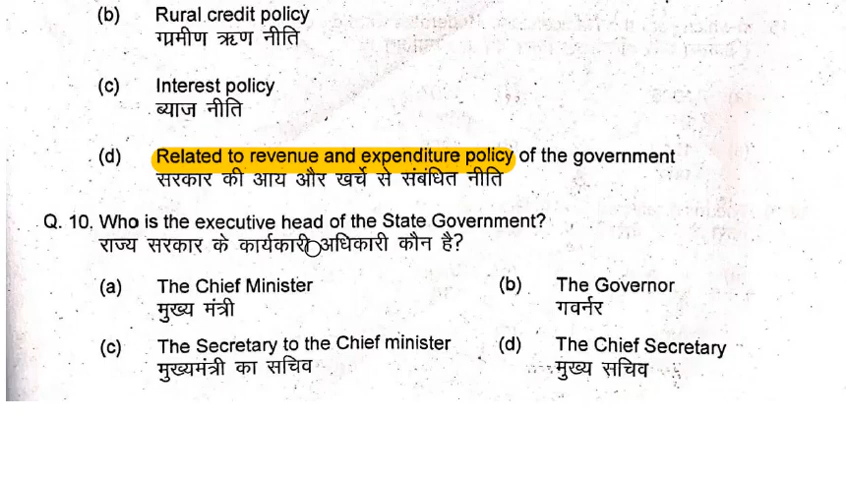 (b) Rural credit policy
ग्रमीण ऋण नीति
(c) Interest policy
ब्याज नीति
(d) Related to revenue and expenditure policy of the government
सरकार की आय और खर्चे से संबंधित नीति
Q. 10. Who is the executive head of the State Government?
राज्य सरकार के कार्यकारी अधिकारी कौन है?
(a) The Chief Minister (b) The Governor
मुख्य मंत्री गवर्नर
(c) The Secretary to the Chief minister (d) The Chief Secretary
मुख्यमंत्री का सचिव मुख्य सचिव